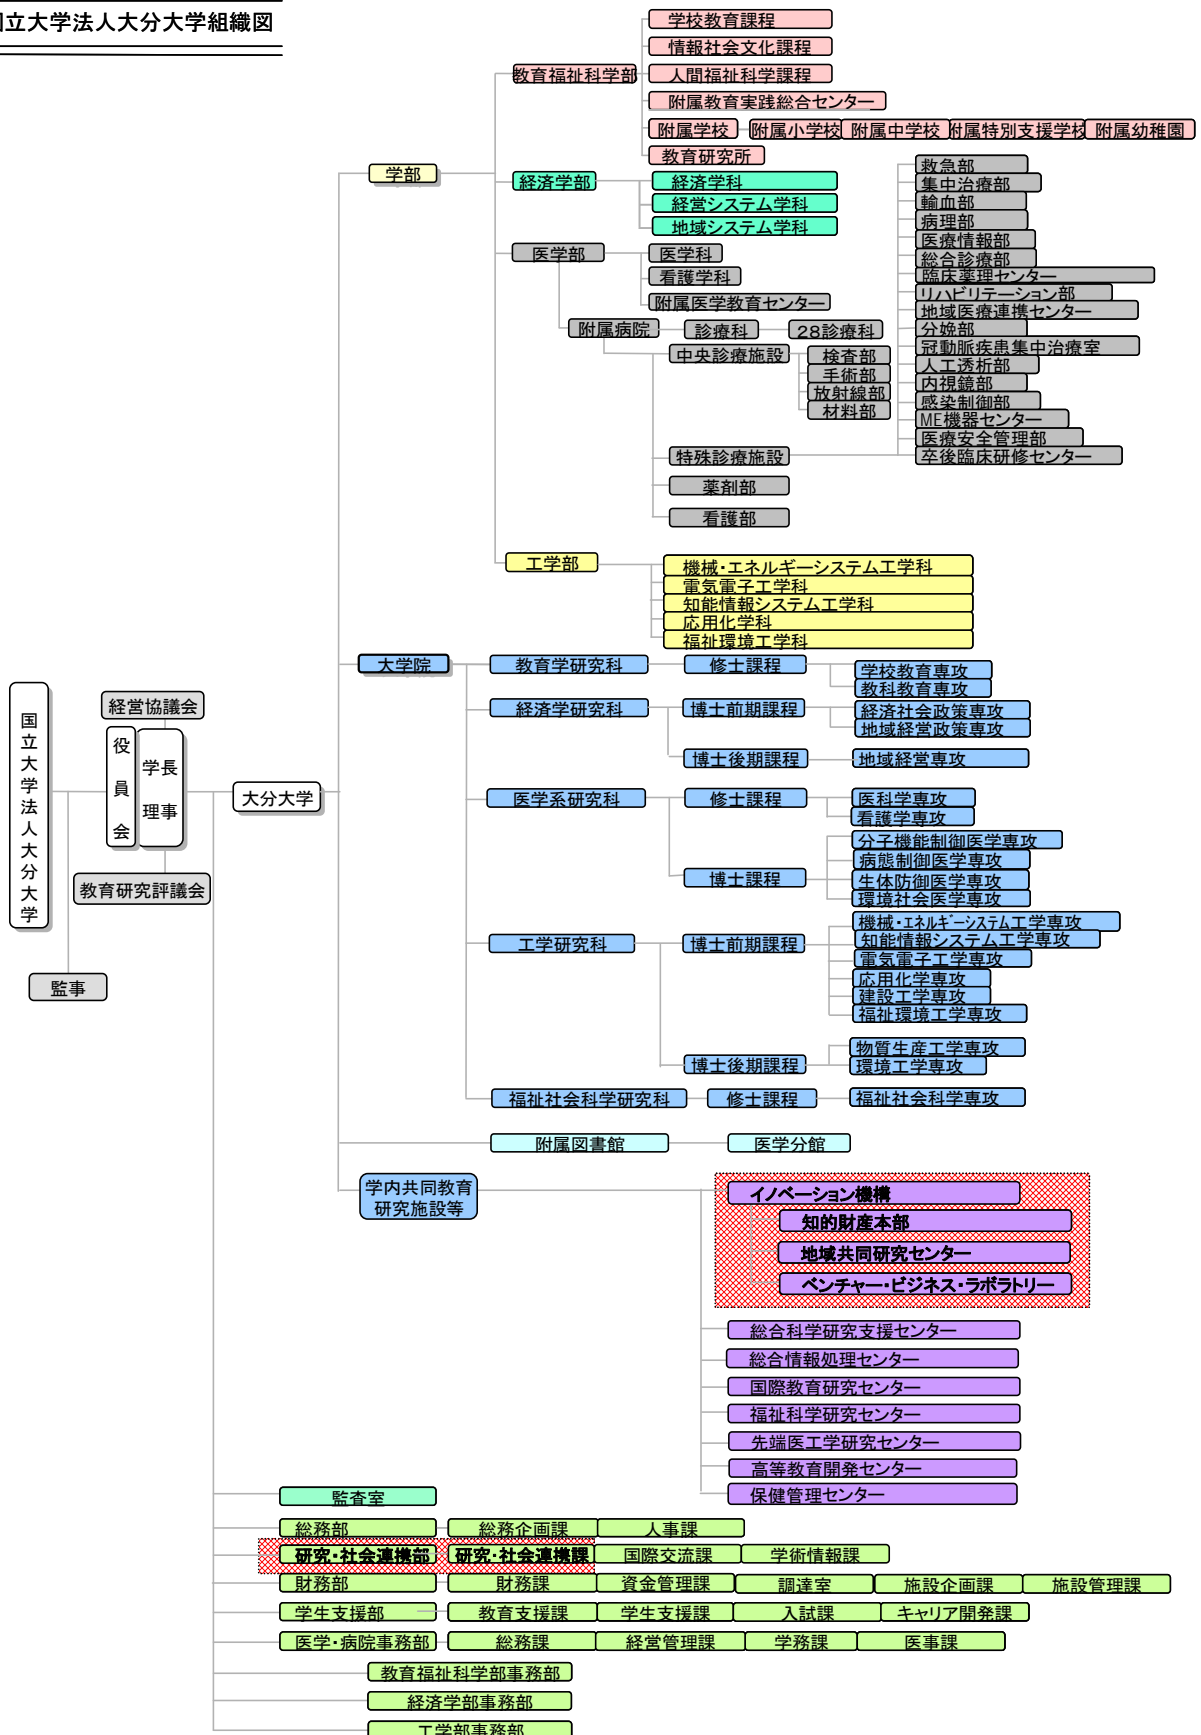 国立大学法人大分大学組織図
学校教育課程
情報社会文化課程
教育福祉科学部
人間福祉科学課程
附属教育実践総合センター
附属学校 附属小学校 附属中学校 附属特別支援学校 附属幼稚園
教育研究所
学部
経済学部
経済学科
経営システム学科
地域システム学科
医学部
医学科
看護学科
附属医学教育センター
附属病院 診療科 28診療科
中央診療施設
検査部
手術部
放射線部
材料部
特殊診療施設
救急部
集中治療部
輸血部
病理部
医療情報部
総合診療部
臨床薬理センター
リハビリテーション部
地域医療連携センター
分娩部
冠動脈疾患集中治療室
人工透析部
内視鏡部
感染制御部
ME機器センター
医療安全管理部
卒後臨床研修センター
薬剤部
看護部
工学部
機械・エネルギーシステム工学科
電気電子工学科
知能情報システム工学科
応用化学科
福祉環境工学科
大学院
教育学研究科 修士課程
学校教育専攻
教科教育専攻
経済学研究科 博士前期課程
経済社会政策専攻
地域経営政策専攻
博士後期課程 地域経営専攻
医学系研究科 修士課程
医科学専攻
看護学専攻
博士課程
分子機能制御医学専攻
病態制御医学専攻
生体防御医学専攻
環境社会医学専攻
工学研究科 博士前期課程
機械・エネルギーシステム工学専攻
知能情報システム工学専攻
電気電子工学専攻
応用化学専攻
建設工学専攻
福祉環境工学専攻
博士後期課程
物質生産工学専攻
環境工学専攻
福祉社会科学研究科 修士課程 福祉社会科学専攻
国立大学法人大分大学
経営協議会
役員会
学長
理事
教育研究評議会
監事
大分大学
附属図書館 医学分館
学内共同教育
研究施設等
イノベーション機構
知的財産本部
地域共同研究センター
ベンチャー・ビジネス・ラボラトリー
総合科学研究支援センター
総合情報処理センター
国際教育研究センター
福祉科学研究センター
先端医工学研究センター
高等教育開発センター
保健管理センター
監査室
総務部 総務企画課 人事課
研究・社会連携部 研究・社会連携課 国際交流課 学術情報課
財務部 財務課 資金管理課 調達室 施設企画課 施設管理課
学生支援部 教育支援課 学生支援課 入試課 キャリア開発課
医学・病院事務部 総務課 経営管理課 学務課 医事課
教育福祉科学部事務部
経済学部事務部
工学部事務部